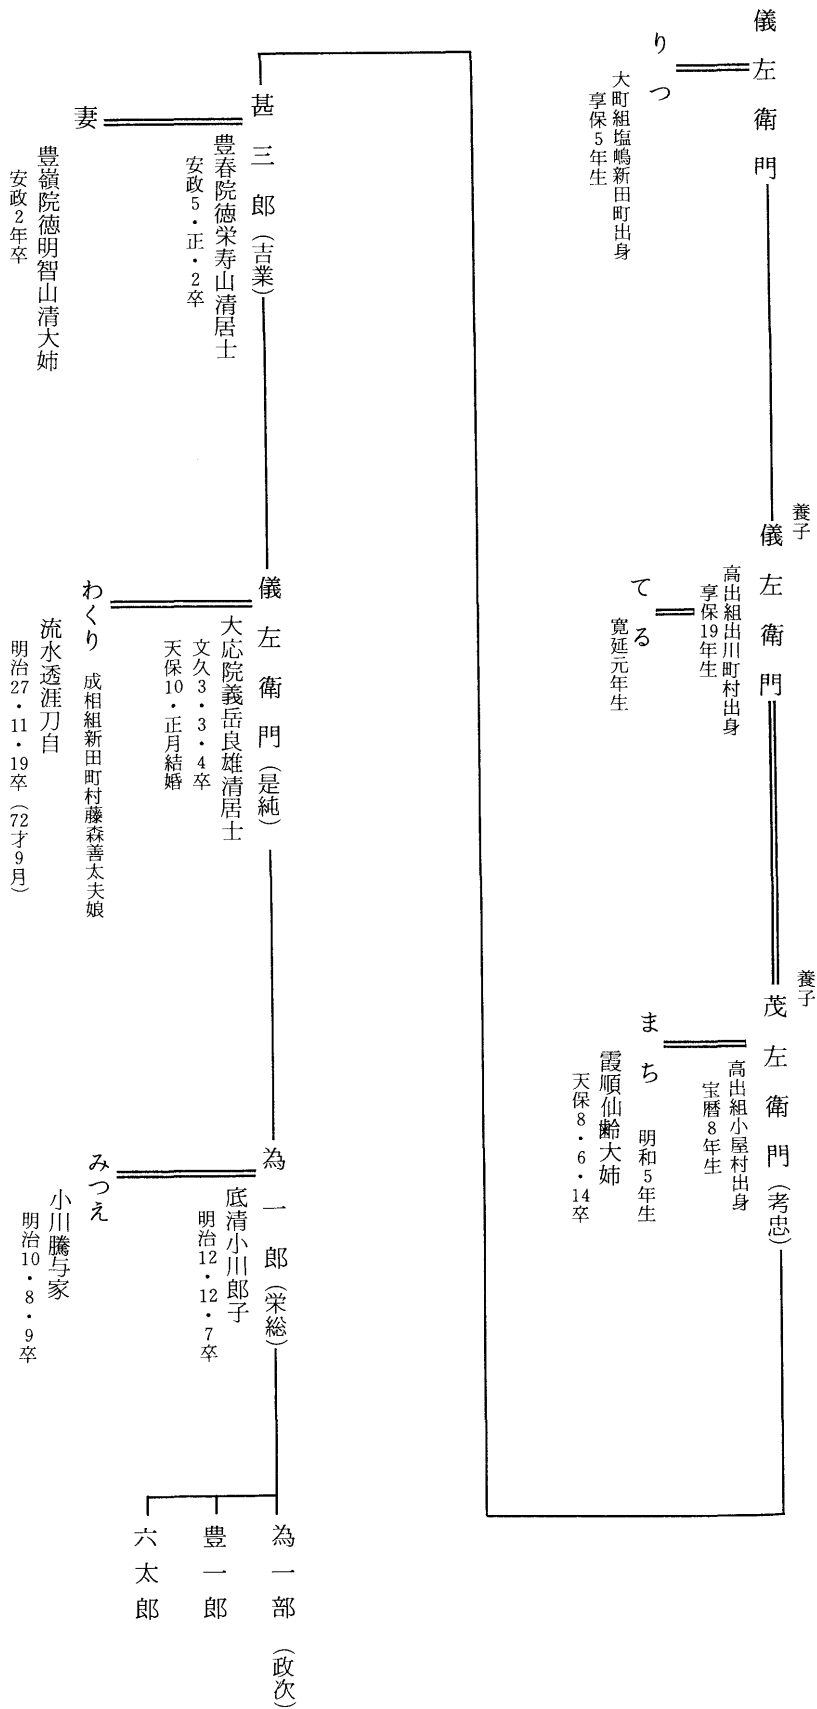 儀左衛門
りつ
大町組塩嶋新田町出身
享保5年生
養子
儀左衛門
高出組出川町村出身
享保19年生
てる
寛延元年生
養子
茂左衛門(考忠)
高出組小屋村出身
宝暦8年生
まち
明和5年生
霞順仙齢大姉
天保8・6・14卒
甚三郎(吉業)
豊春院徳栄寿山清居士
安政5・正・2卒
妻
豊嶺院徳明智山清大姉
安政2年卒
儀左衛門(是純)
大応院義岳良雄清居士
文久3・3・4卒
天保10・正月結婚
わくり
成相組新田町村藤森善太夫娘
流水透涯刀自
明治27・11・19卒(72才9月)
為一郎(栄総)
底清小川郎子
明治12・12・7卒
みつえ
小川騰与家
明治10・8・9卒
為一部(政次)
豊一郎
六太郎